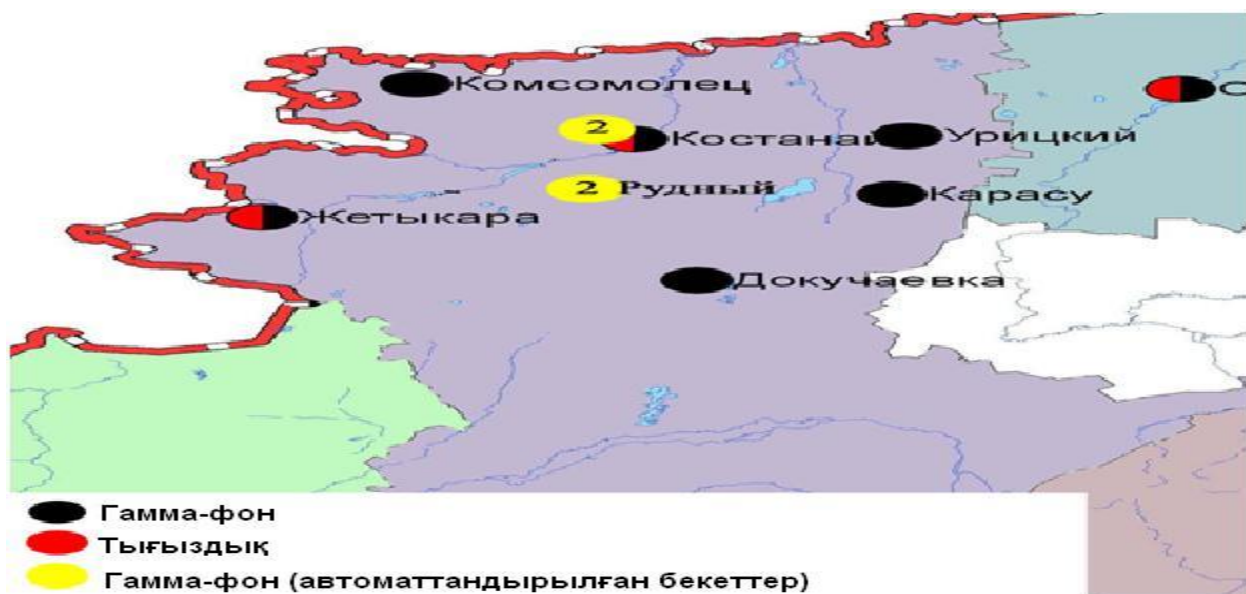 Комсомолец
С
2
Костанай
Урицкий
2 Рудный
Карасу
Жетыкара
Докучаевка
Гамма-фон
Тығыздық
Гамма-фон (автоматтандырылған бекеттер)